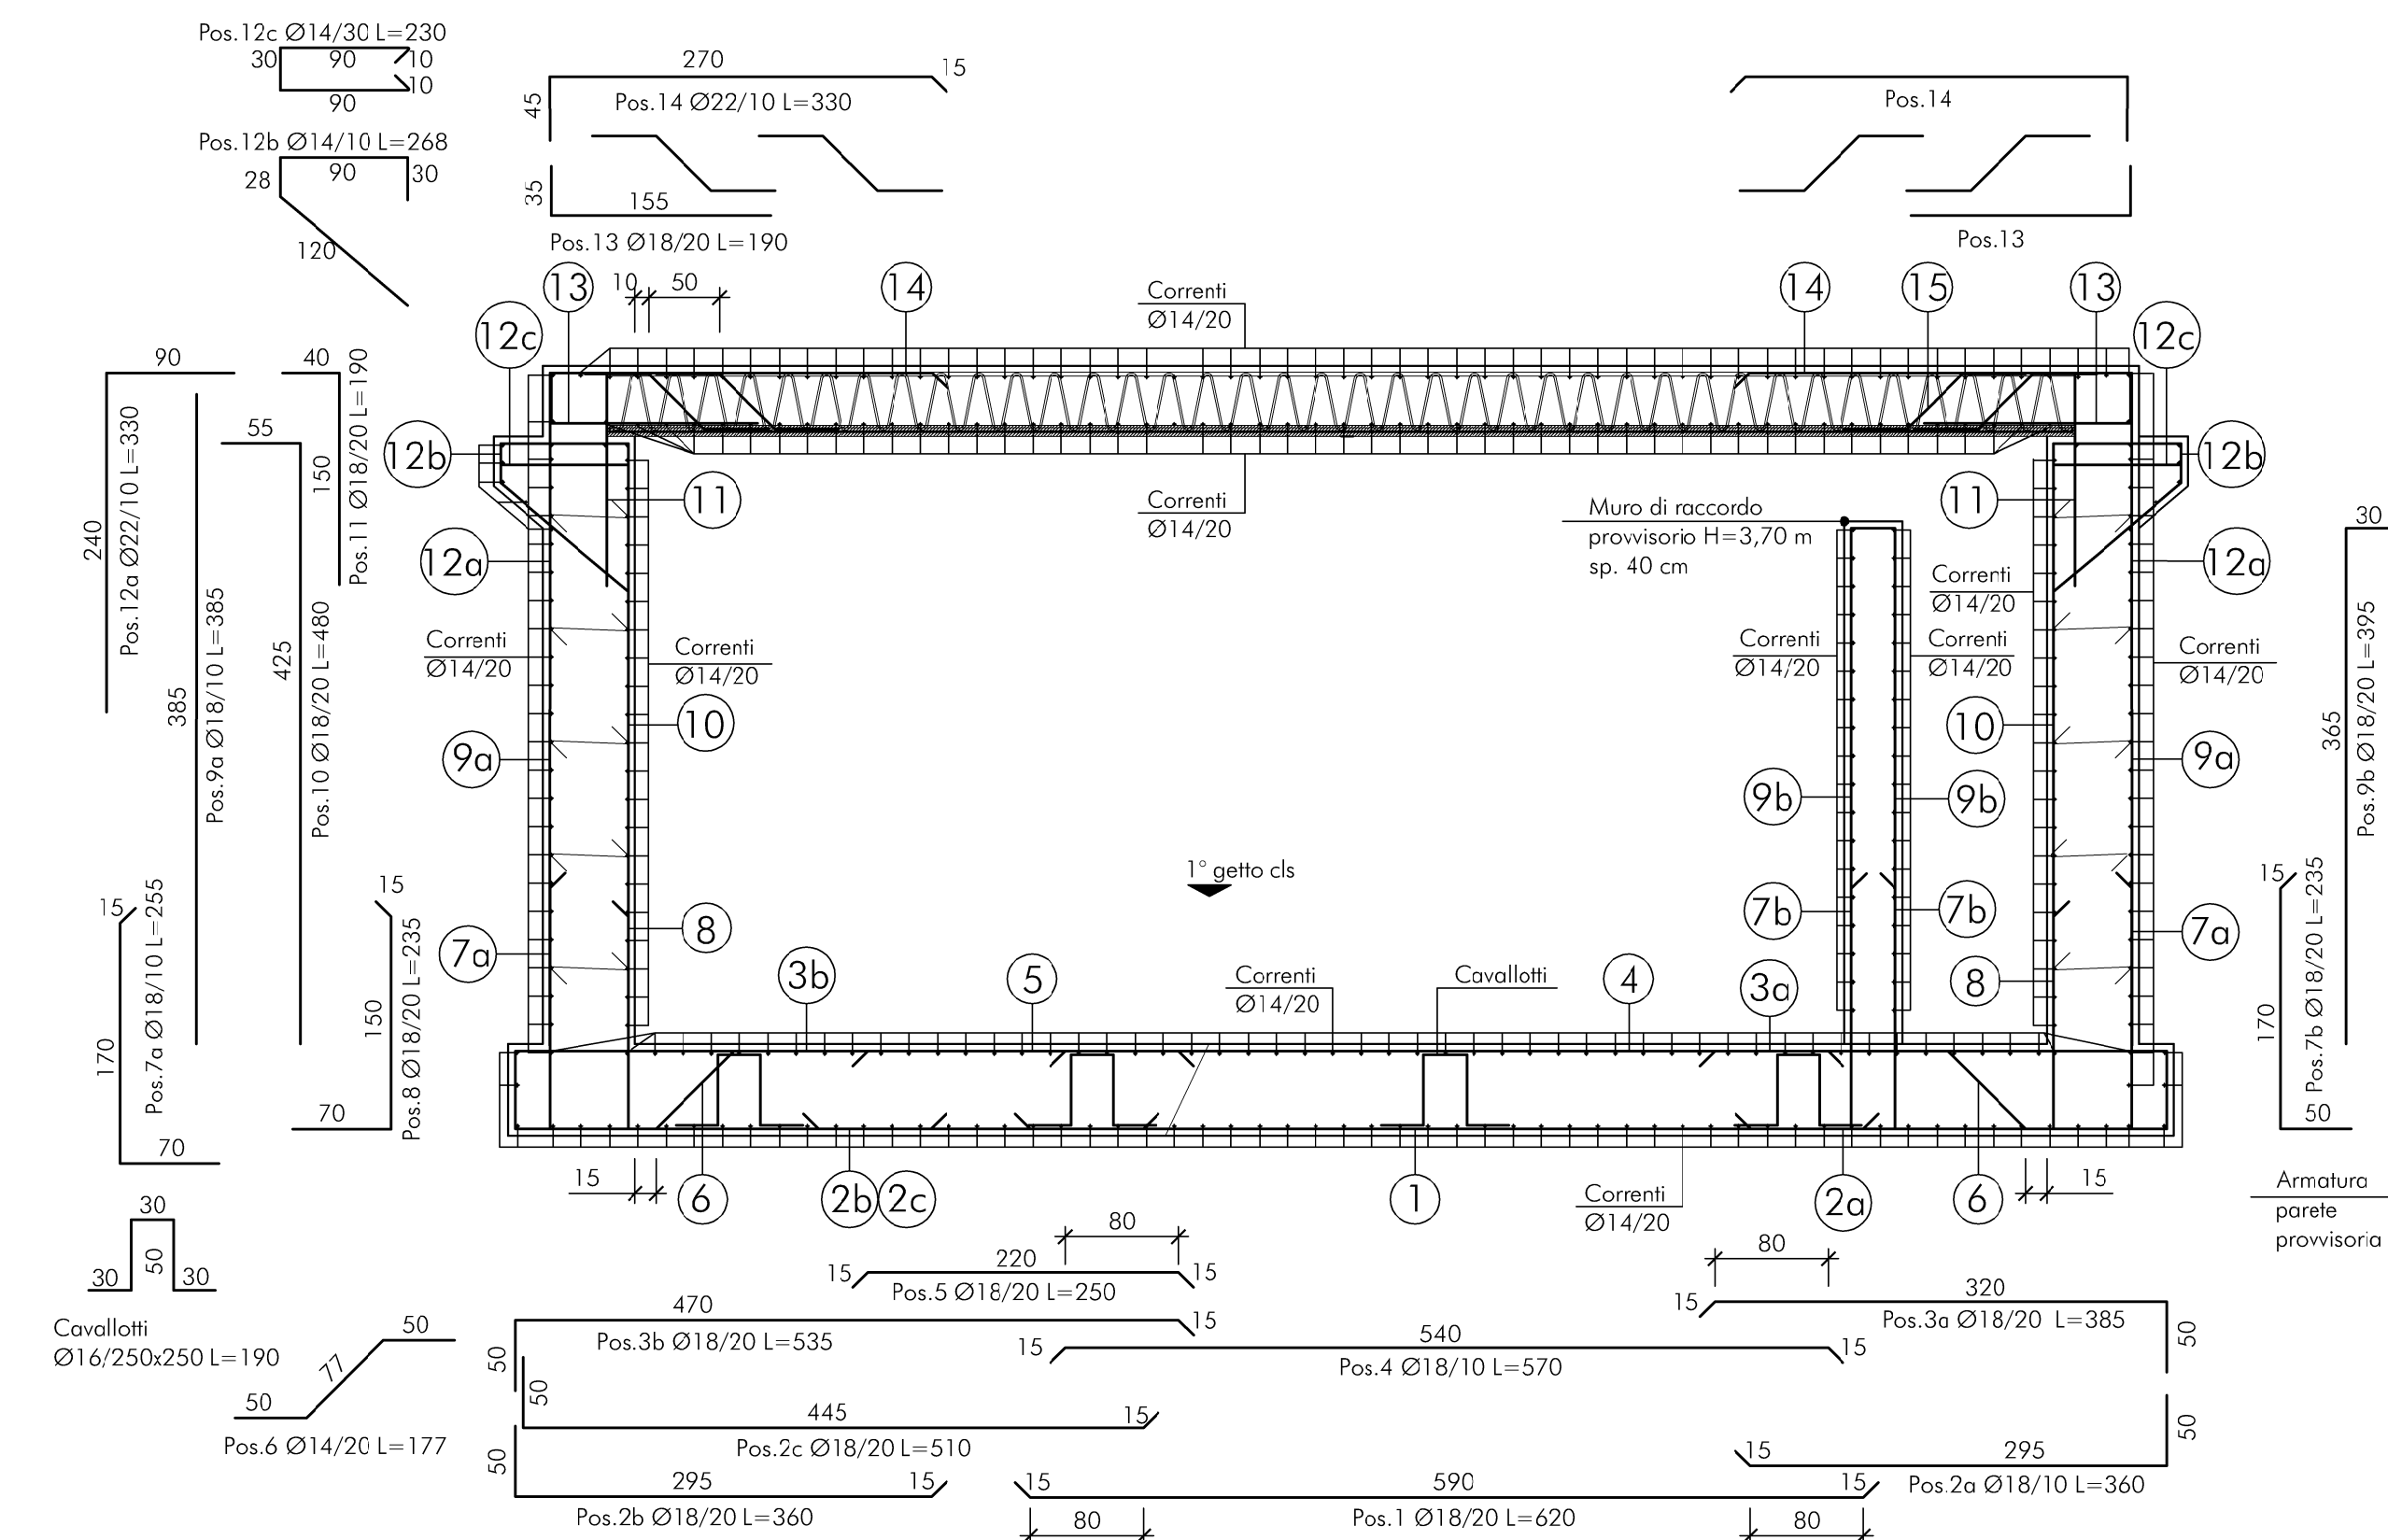 Pos.12c Ø14/30 L=230
30
90
10
10
90
Pos.12b Ø14/10 L=268
28
90
30
120
270
15
45
Pos.14 Ø22/10 L=330
35
155
Pos.13 Ø18/20 L=190
Pos.14
Pos.13
10
50
13
14
Correnti
Ø14/20
14
15
13
12c
12c
90
40
55
240
Pos.12a Ø22/10 L=330
385
Pos.9a Ø18/10 L=385
425
Pos.10 Ø18/20 L=480
150
Pos.11 Ø18/20 L=190
12b
11
12a
Correnti
Ø14/20
Correnti
Ø14/20
10
9a
8
7a
Correnti
Ø14/20
Muro di raccordo
provvisorio H=3,70 m
sp. 40 cm
11
12b
12a
Correnti
Ø14/20
Correnti
Ø14/20
Correnti
Ø14/20
Correnti
Ø14/20
10
9a
9b
9b
7b
7b
7a
8
30
365
Pos.9b Ø18/20 L=395
15
170
Pos.7b Ø18/20 L=235
50
Armatura
parete
provvisoria
1° getto cls
15
170
Pos.7a Ø18/10 L=255
70
15
150
Pos.8 Ø18/20 L=235
70
3b
5
Correnti
Ø14/20
Cavallotti
4
3a
15
6
2b
2c
1
Correnti
Ø14/20
2a
6
15
30
50
30
30
Cavallotti
Ø16/250x250 L=190
50
77
50
Pos.6 Ø14/20 L=177
80
220
15
15
Pos.5 Ø18/20 L=250
470
15
50
Pos.3b Ø18/20 L=535
80
320
15
Pos.3a Ø18/20 L=385
50
540
15
15
Pos.4 Ø18/10 L=570
50
445
15
Pos.2c Ø18/20 L=510
50
295
15
Pos.2b Ø18/20 L=360
15
295
50
Pos.2a Ø18/10 L=360
15
590
15
Pos.1 Ø18/20 L=620
80
80